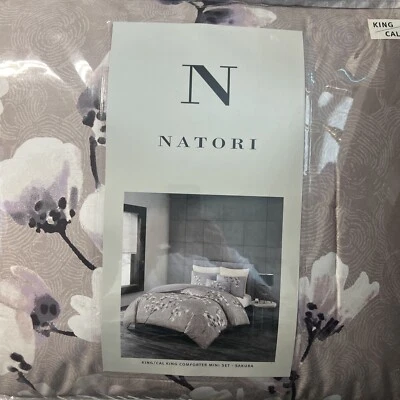 KING
CAL
N
NATORI
KING/CAL KING COMFORTER MINI SET - SAKURA